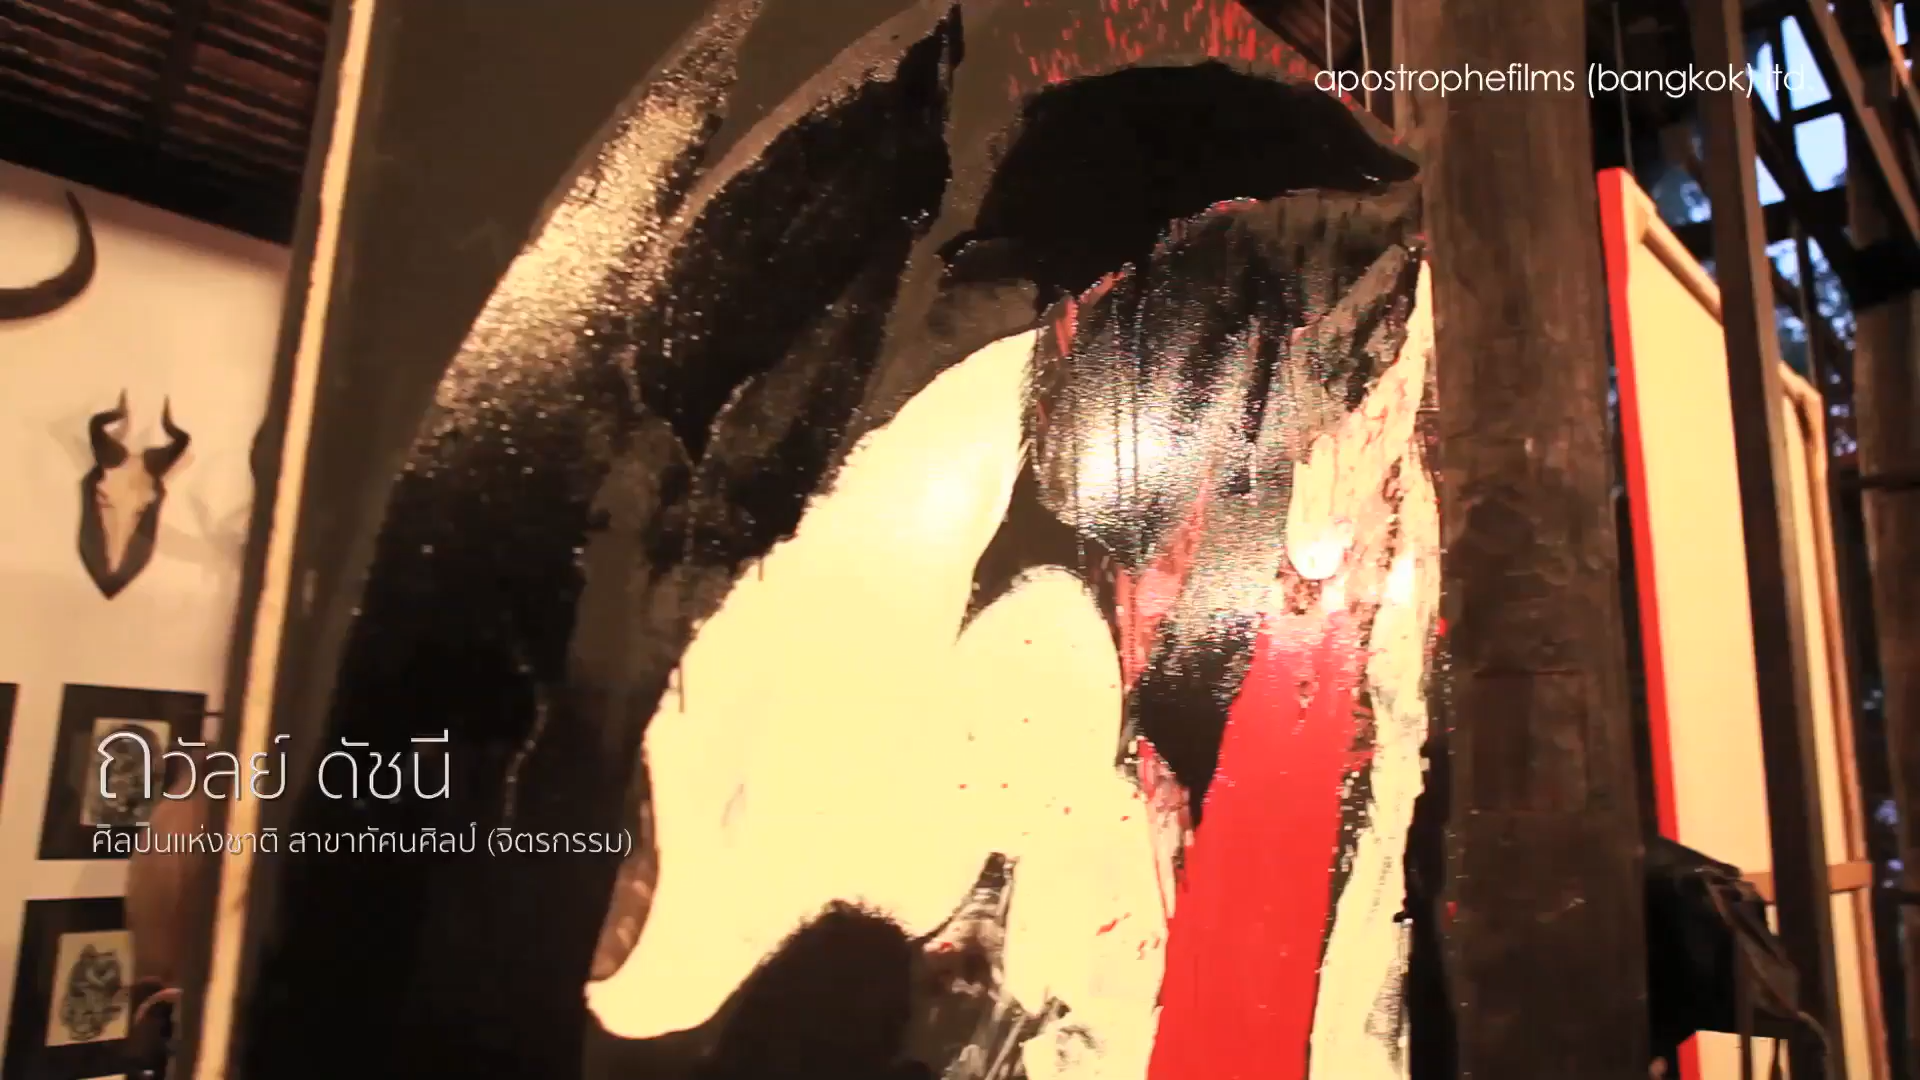 apostrophefilms (bangkok) ltd.
ถวัลย์ ดัชนี
ศิลปินแห่งชาติ สาขาทัศนศิลป์ (จิตรกรรม)